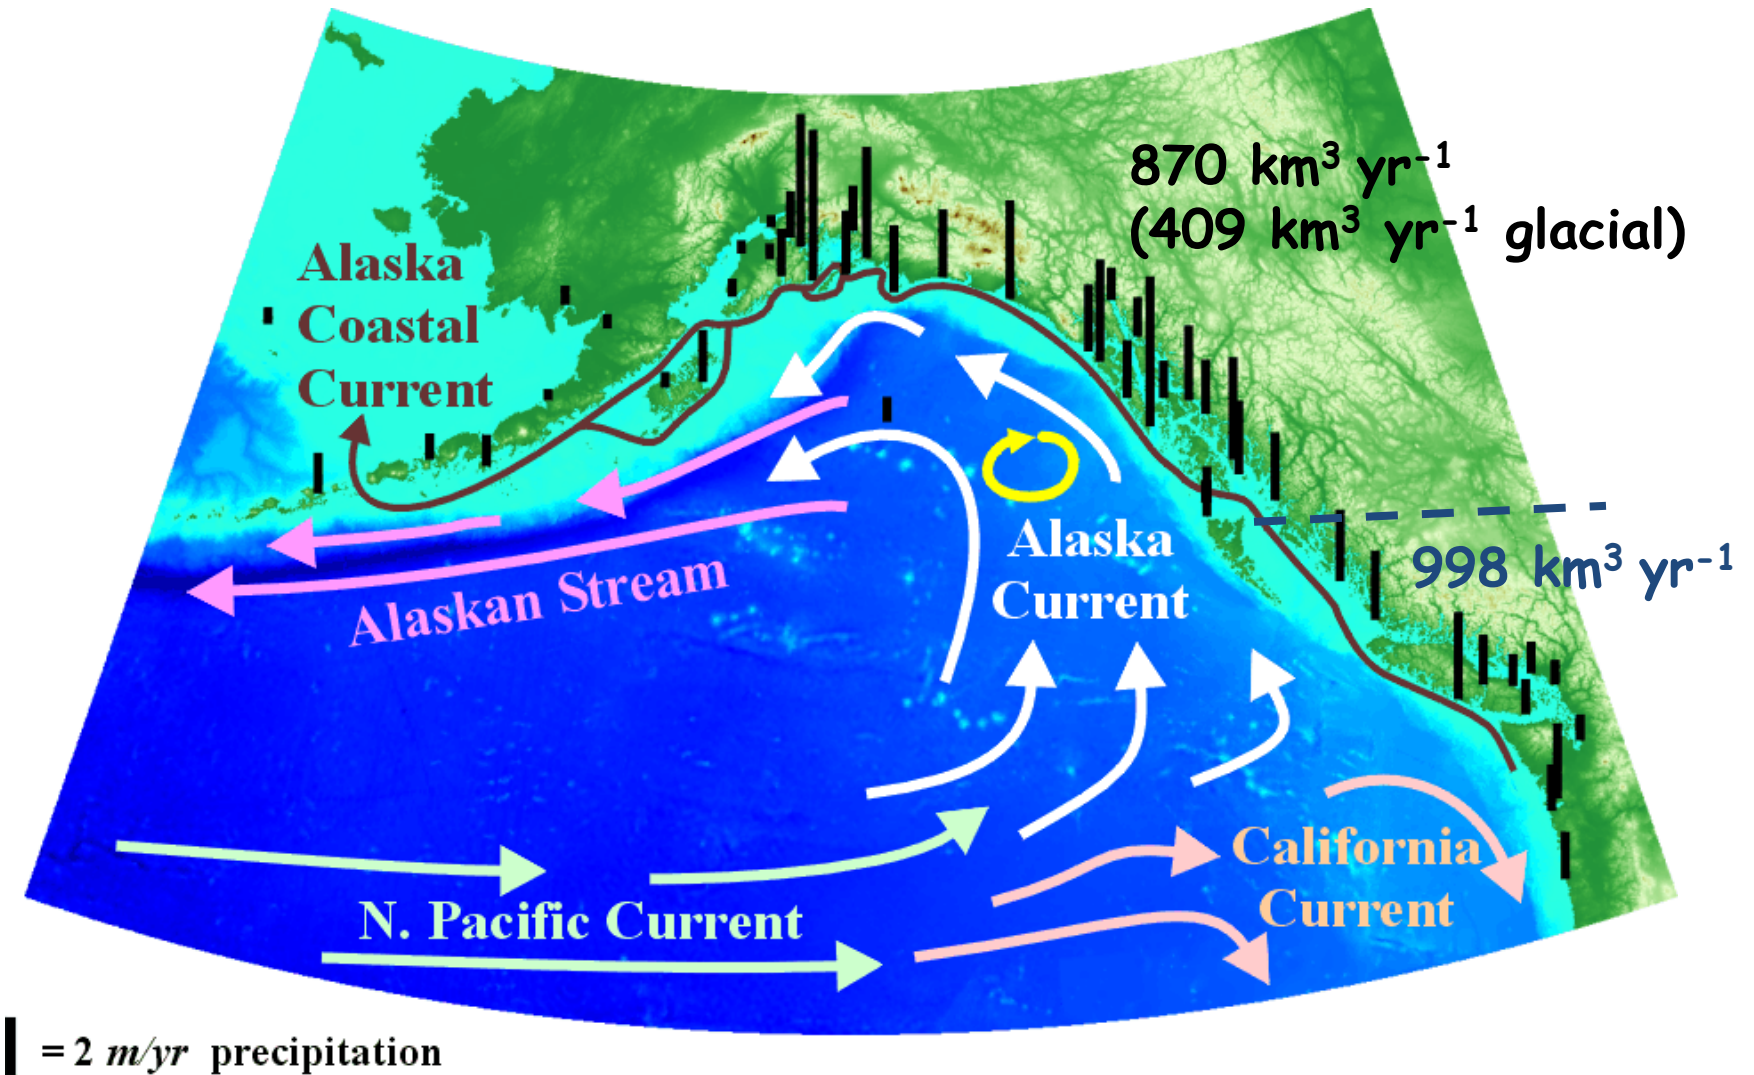 870 km³ yr⁻¹
(409 km³ yr⁻¹ glacial)
Alaska
Coastal
Current
998 km³ yr⁻¹
Alaska
Current
Alaskan Stream
California
Current
N. Pacific Current
= 2 m/yr precipitation